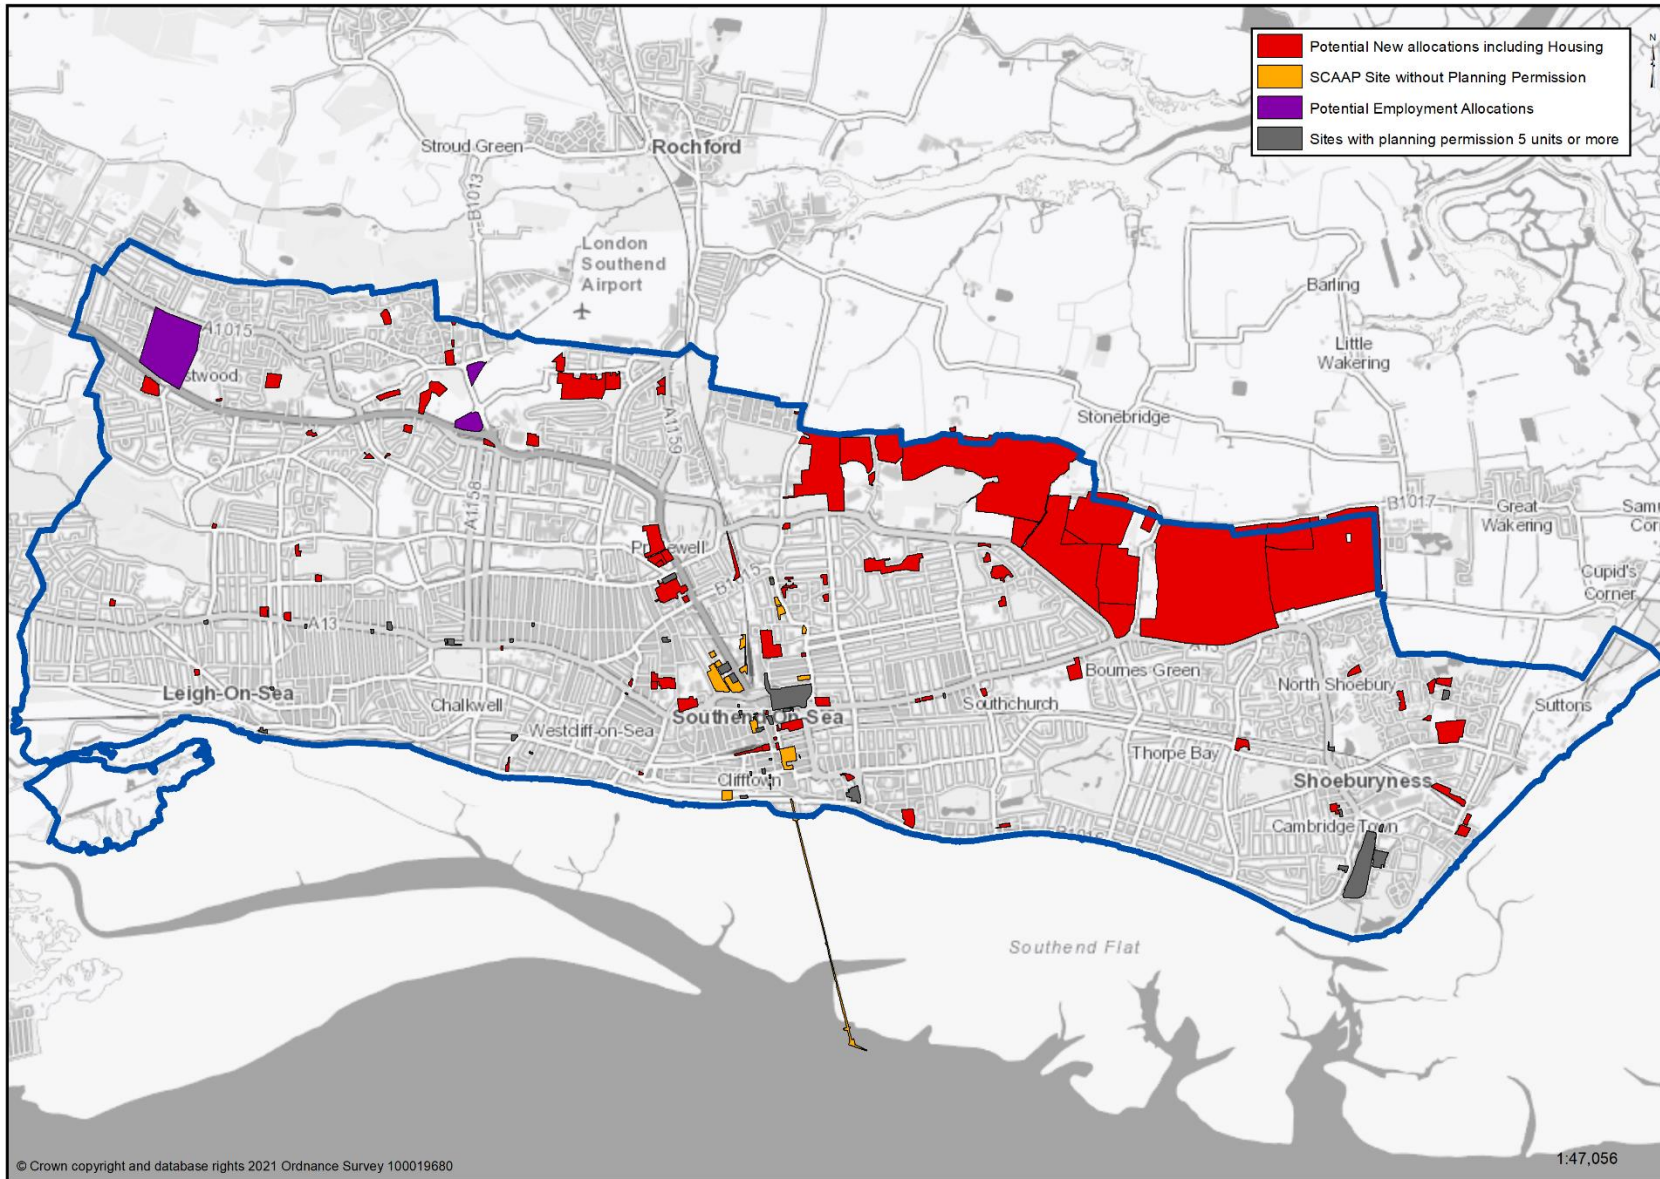 Potential New allocations including Housing
SCAAP Site without Planning Permission
Potential Employment Allocations
Sites with planning permission 5 units or more
N
Stroud Green
Rochford
B1013
London
Southend
Airport
Barling
Little
Wakering
A1015
stwood
A1159
Stonebridge
B1017
Great
Wakering
A1158
Cupid's
Corner
A13
Bournes Green
North Shoebury
Suttons
Leigh-On-Sea
Chalkwell
Westcliff-on-Sea
Southend-On-Sea
Southchurch
Thorpe Bay
Clifftown
Shoeburyness
Cambridge Town
Southend Flat
© Crown copyright and database rights 2021 Ordnance Survey 100019680
1:47,056